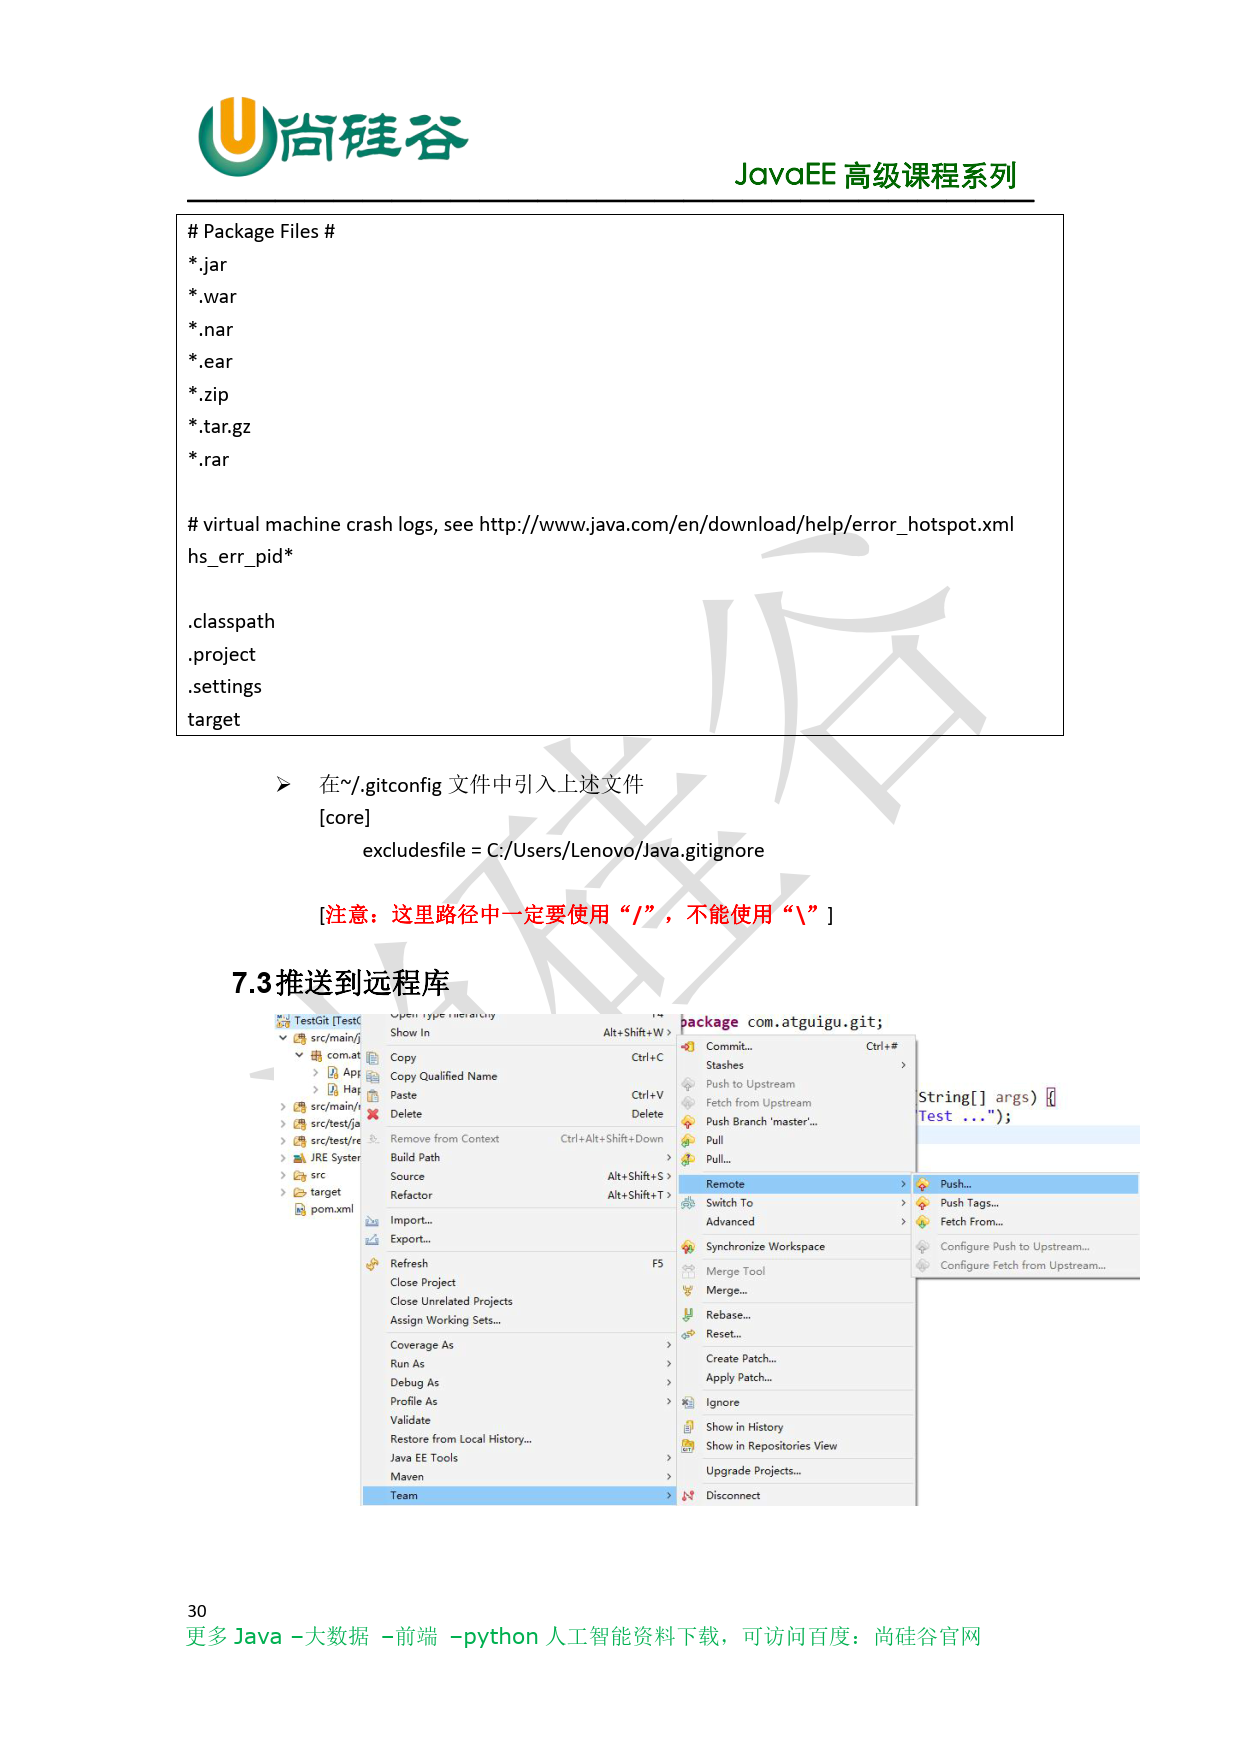 尚硅谷
JavaEE 高级课程系列
# Package Files #
*.jar
*.war
*.nar
*.ear
*.zip
*.tar.gz
*.rar
# virtual machine crash logs, see http://www.java.com/en/download/help/error_hotspot.xml
hs_err_pid*
.classpath
.project
.settings
target
➢ 在~/.gitconfig 文件中引入上述文件
[core]
excludesfile = C:/Users/Lenovo/Java.gitignore
[注意：这里路径中一定要使用“/”，不能使用“\”]
7.3推送到远程库
TestGit [TestG
src/main/j
com.at
App
Hap
src/main/r
src/test/ja
src/test/re
JRE System
src
target
pom.xml
Open Type Hierarchy F4
Show In Alt+Shift+W >
Copy Ctrl+C
Copy Qualified Name
Paste Ctrl+V
Delete Delete
Remove from Context Ctrl+Alt+Shift+Down
Build Path >
Source Alt+Shift+S >
Refactor Alt+Shift+T >
Import...
Export...
Refresh F5
Close Project
Close Unrelated Projects
Assign Working Sets...
Coverage As >
Run As >
Debug As >
Profile As >
Validate
Restore from Local History...
Java EE Tools >
Maven >
Team >
package com.atguigu.git;
String[] args) {
Test ...");
Commit... Ctrl+#
Stashes >
Push to Upstream
Fetch from Upstream
Push Branch 'master'...
Pull
Pull...
Remote >
Switch To >
Advanced >
Synchronize Workspace
Merge Tool
Merge...
Rebase...
Reset...
Create Patch...
Apply Patch...
Ignore
Show in History
Show in Repositories View
Upgrade Projects...
Disconnect
Push...
Push Tags...
Fetch From...
Configure Push to Upstream...
Configure Fetch from Upstream...
30
更多 Java –大数据 –前端 –python 人工智能资料下载，可访问百度：尚硅谷官网